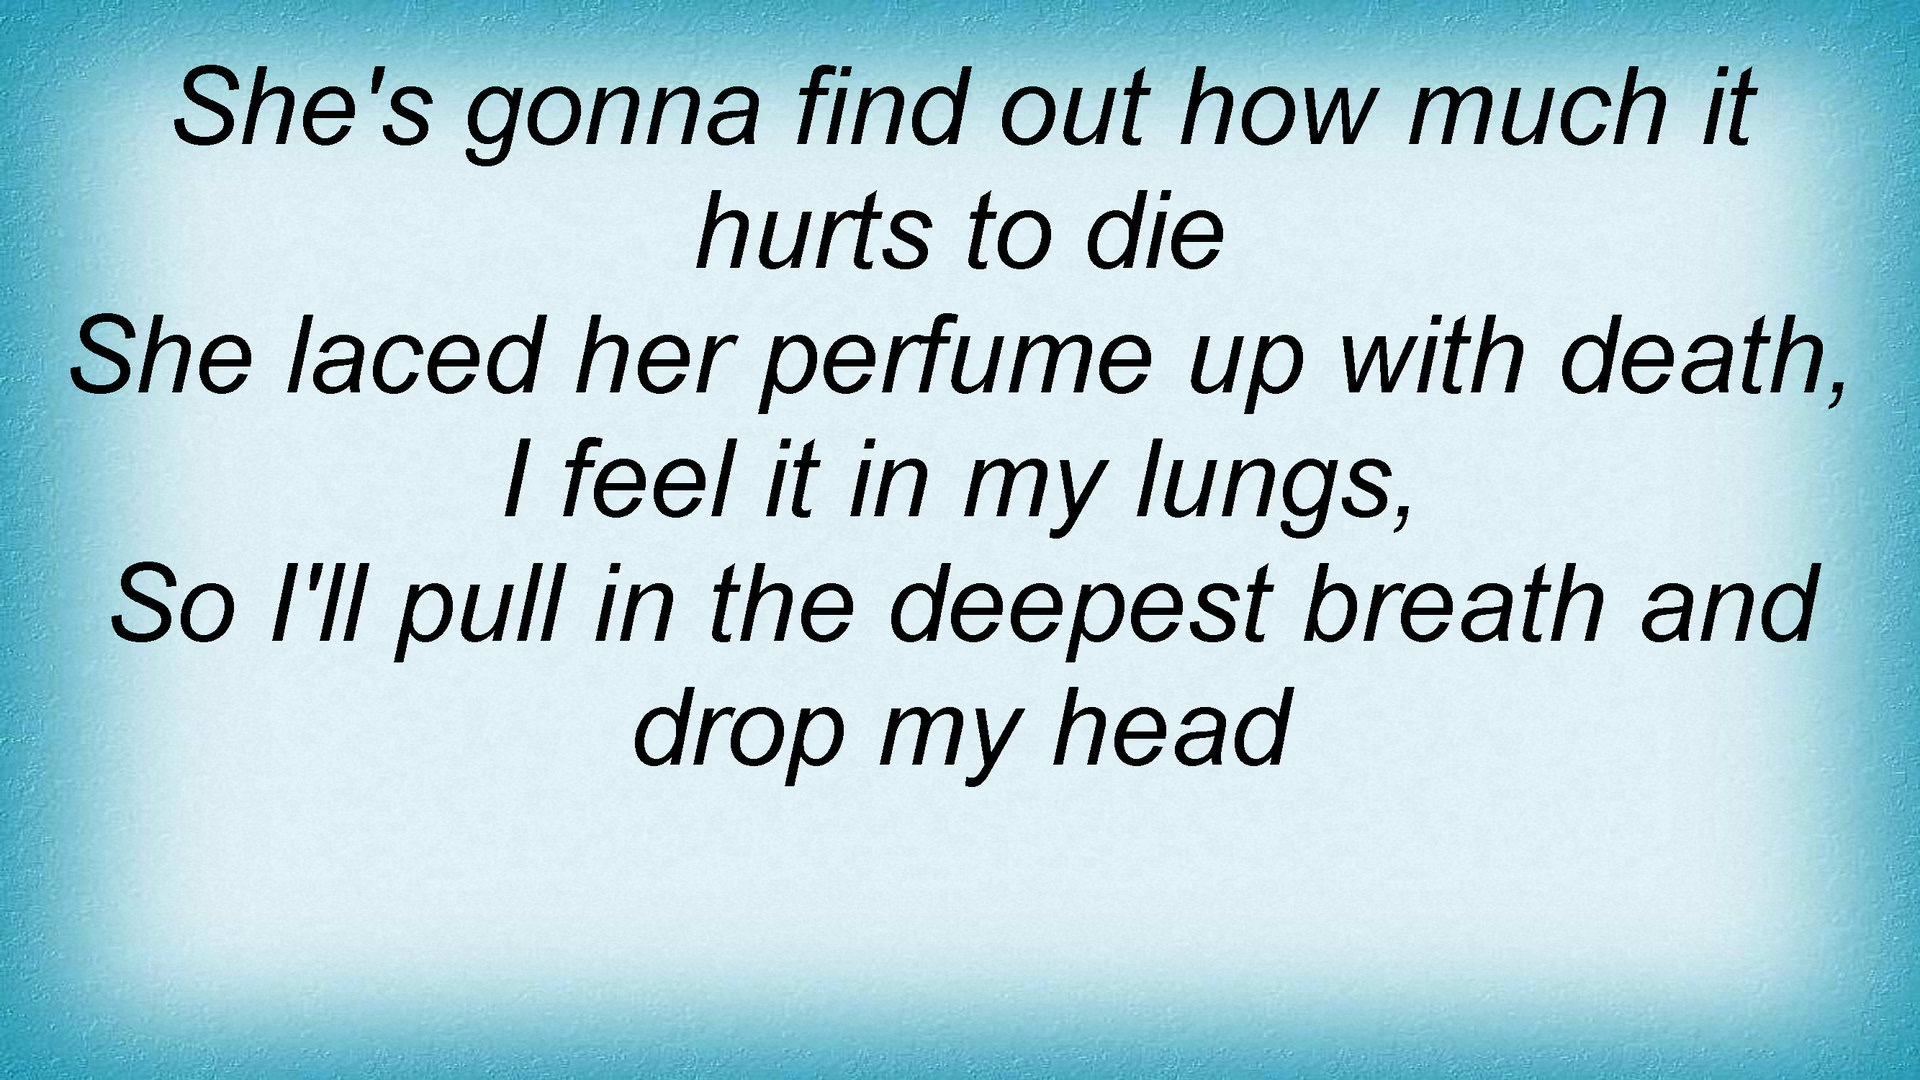 She's gonna find out how much it
hurts to die
She laced her perfume up with death,
I feel it in my lungs,
So I'll pull in the deepest breath and
drop my head